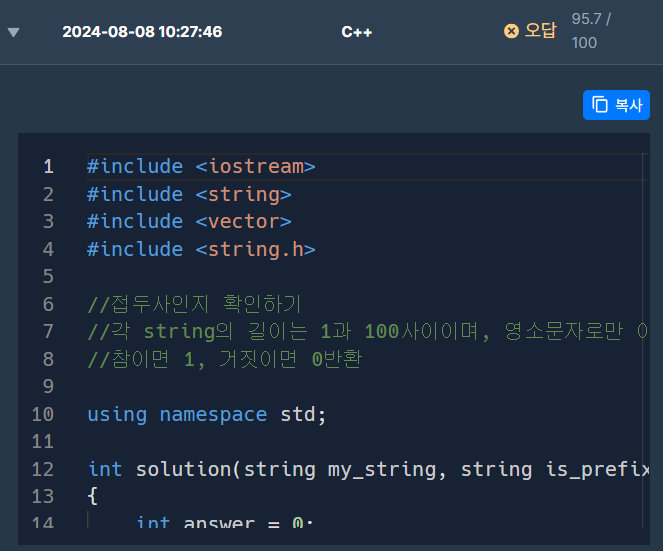 2024-08-08 10:27:46 C++ 오답 95.7 / 100
복사
1 #include <iostream>
2 #include <string>
3 #include <vector>
4 #include <string.h>
5
6 //접두사인지 확인하기
7 //각 string의 길이는 1과 100사이이며, 영소문자로만
8 //참이면 1, 거짓이면 0반환
9
10 using namespace std;
11
12 int solution(string my_string, string is_prefix
13 {
14 int answer = 0;